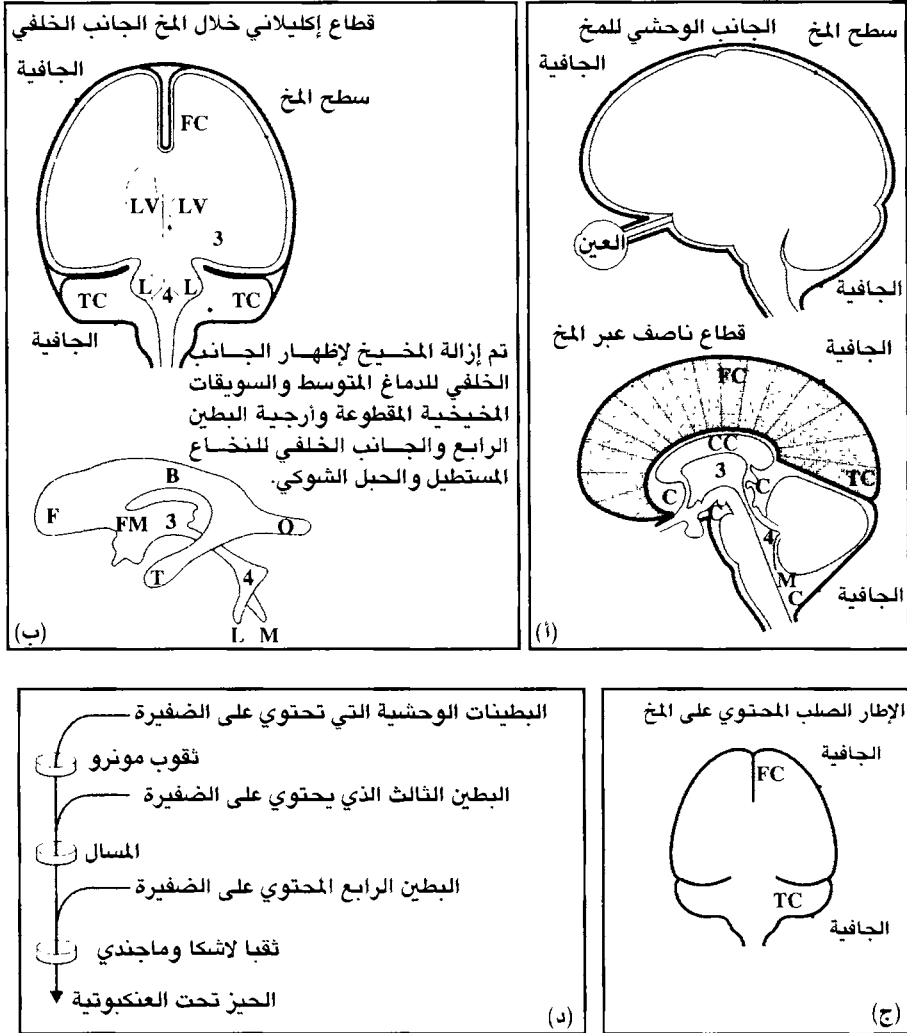 سطح المخ
الجانب الوحشي للمخ
الجافية
العين
الجافية
قطاع ناصف عبر المخ
الجافية
FC
CC
3
TC
C
C
C
4
M
C
الجافية
(أ)
قطاع إكليلاني خلال المخ الجانب الخلفي
الجافية
سطح المخ
FC
LV LV
3
L 4 L
TC TC
الجافية
تم إزالة المخيخ لإظهار الجانب
الخلفي للدماغ المتوسط والسويقات
المخيخية المقطوعة وأرجية البطين
الرابع والجانب الخلفي للنخاع
المستطيل والحبل الشوكي.
B
F
FM 3
O
T
4
L M
(ب)
الإطار الصلب المحتوي على المخ
الجافية
FC
TC
الجافية
(ج)
البطينات الوحشية التي تحتوي على الضفيرة
ثقوب مونرو
البطين الثالث الذي يحتوي على الضفيرة
المسال
البطين الرابع المحتوي على الضفيرة
ثقبا لاشكا وماجندي
الحيز تحت العنكبوتية
(د)